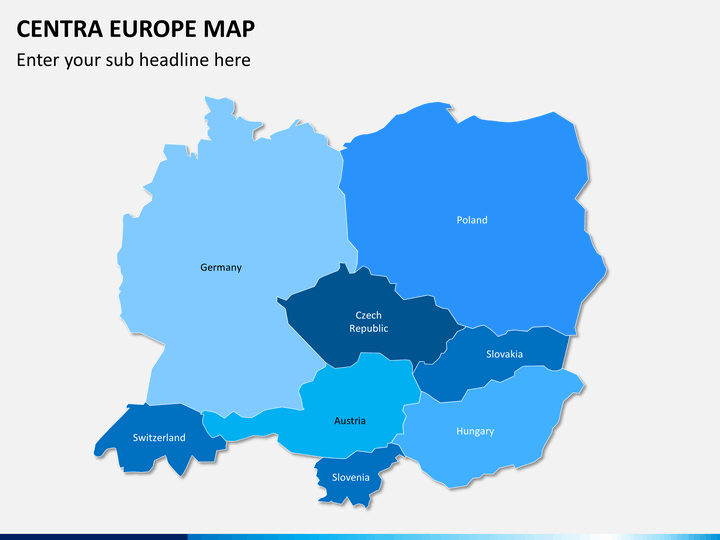 CENTRA EUROPE MAP
Enter your sub headline here
Poland
Germany
Czech
Republic
Slovakia
Austria
Hungary
Switzerland
Slovenia